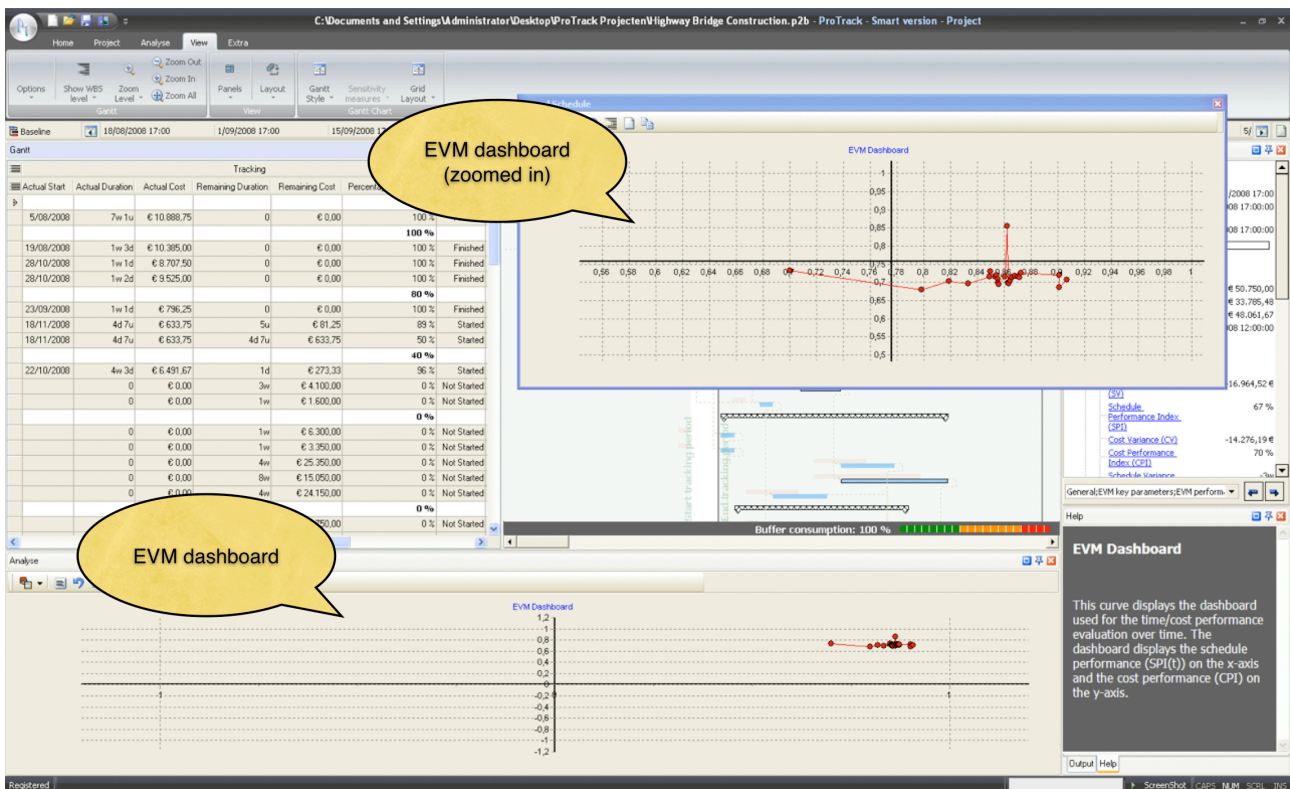 C:\Documents and Settings\Administrator\Desktop\ProTrack Projecten\Highway Bridge Construction.p2b - ProTrack - Smart version - Project
Home Project Analyse View Extra
Options
Show WBS level
Zoom Level
Zoom Out
Zoom In
Zoom All
Gantt
Panels
Layout
View
Gantt Style
Sensitivity measures
Grid Layout
Gantt Chart
Baseline 18/08/2008 17:00 1/09/2008 17:00 5/
Gantt
Tracking
Actual Start Actual Duration Actual Cost Remaining Duration Remaining Cost
5/08/2008 7w 1u € 10.888,75 0 € 0,00 100 %
100 %
19/08/2008 1w 3d € 10.385,00 0 € 0,00 100 % Finished
28/10/2008 1w 1d € 8.707,50 0 € 0,00 100 % Finished
28/10/2008 1w 2d € 9.525,00 0 € 0,00 100 % Finished
80 %
23/09/2008 1w 1d € 796,25 0 € 0,00 100 % Finished
18/11/2008 4d 7u € 633,75 5u € 81,25 89 % Started
18/11/2008 4d 7u € 633,75 4d 7u € 633,75 50 % Started
40 %
22/10/2008 4w 3d € 6.491,67 1d € 273,33 96 % Started
0 € 0,00 3w € 4.100,00 0 % Not Started
0 € 0,00 1w € 1.600,00 0 % Not Started
0 %
0 € 0,00 1w € 6.300,00 0 % Not Started
0 € 0,00 1w € 3.350,00 0 % Not Started
0 € 0,00 4w € 25.350,00 0 % Not Started
0 € 0,00 8w € 15.050,00 0 % Not Started
0 € 0,00 4w € 24.150,00 0 % Not Started
0 %
0 % Not Started
EVM dashboard
(zoomed in)
Schedule
EVM Dashboard
1
0,95
0,9
0,85
0,8
0,75
0,56 0,58 0,6 0,62 0,64 0,66 0,68 0,7 0,72 0,74 0,76 0,78 0,8 0,82 0,84 0,88 0,9 0,92 0,94 0,96 0,98 1
0,65
0,6
0,55
0,5
/2008 17:00
08 17:00:00
08 17:00:00
€ 50.750,00
€ 33.785,48
€ 48.061,67
08 12:00:00
-16.964,52 €
(SV)
Schedule Performance Index (SPI) 67 %
Cost Variance (CV) -14.276,19 €
Cost Performance Index (CPI) 70 %
Schedule Variance -3w
General;EVM key parameters;EVM perform.
Start tracking period
End tracking period
Buffer consumption: 100 %
Help
EVM Dashboard
This curve displays the dashboard
used for the time/cost performance
evaluation over time. The
dashboard displays the schedule
performance (SPI(t)) on the x-axis
and the cost performance (CPI) on
the y-axis.
Output Help
EVM dashboard
Analyse
EVM Dashboard
1,2
1
0,8
0,6
0,4
0,2
0
-1 1
-0,2
-0,4
-0,6
-0,8
-1
-1,2
Registered
ScreenShot CAPS NUM SCRL INS